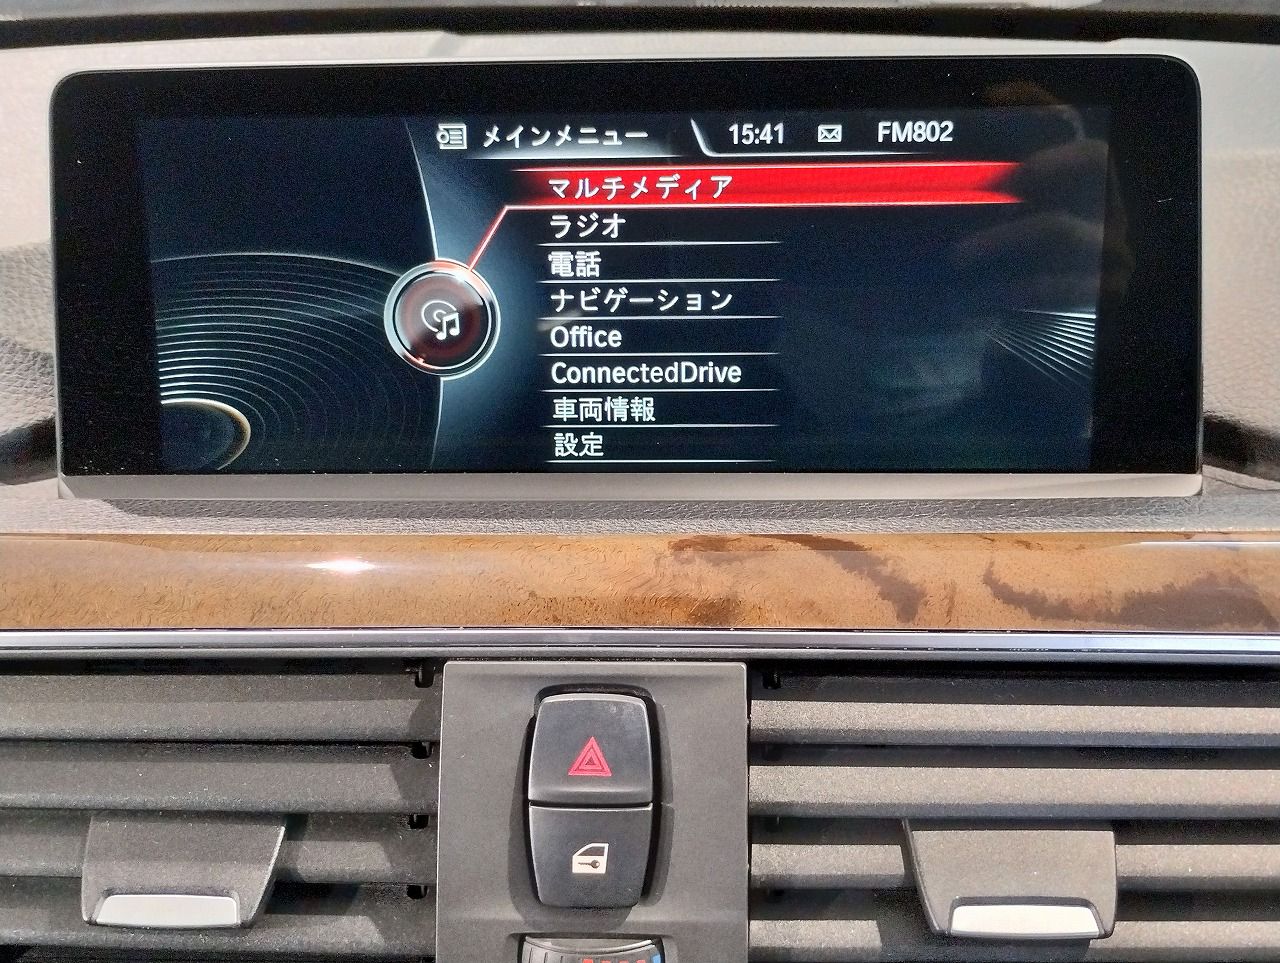 メインメニュー 15:41 FM802
マルチメディア
ラジオ
電話
ナビゲーション
Office
ConnectedDrive
車両情報
設定